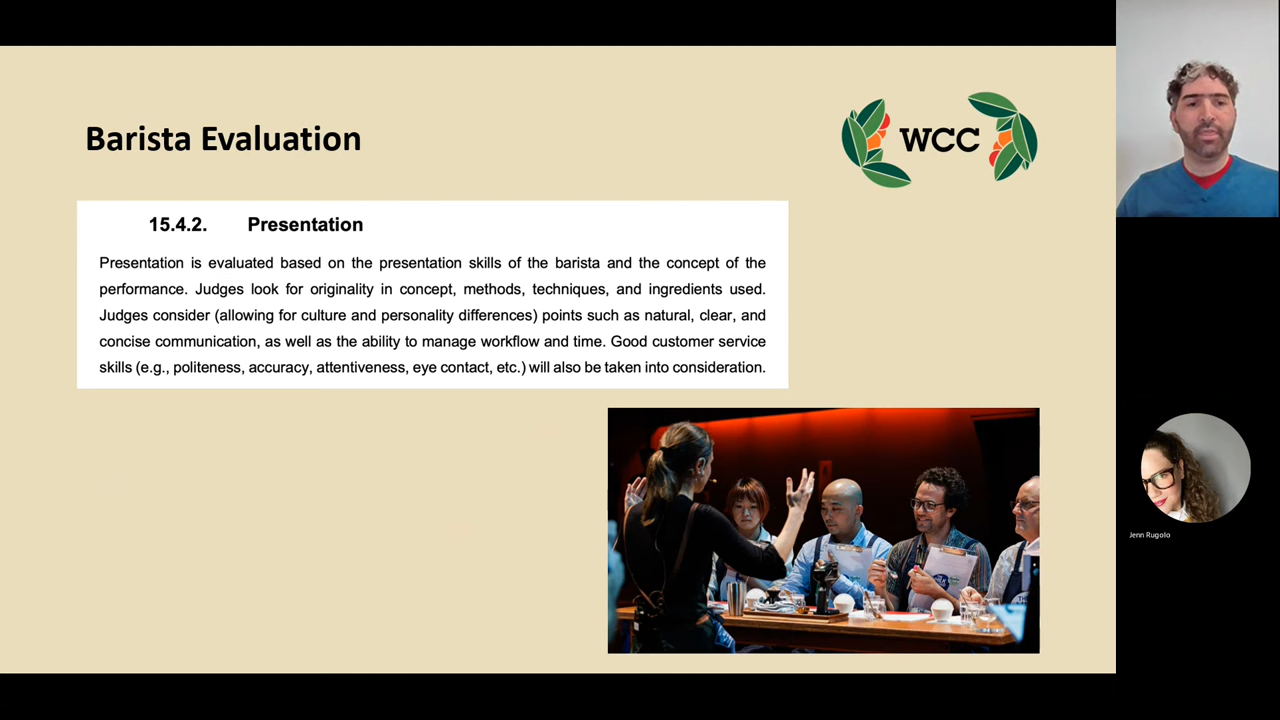 Barista Evaluation
WCC
15.4.2. Presentation
Presentation is evaluated based on the presentation skills of the barista and the concept of the
performance. Judges look for originality in concept, methods, techniques, and ingredients used.
Judges consider (allowing for culture and personality differences) points such as natural, clear, and
concise communication, as well as the ability to manage workflow and time. Good customer service
skills (e.g., politeness, accuracy, attentiveness, eye contact, etc.) will also be taken into consideration.
Jenn Rugolo